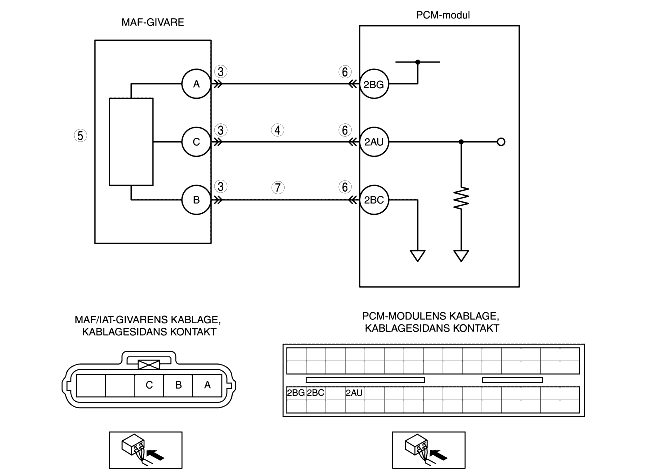 MAF-GIVARE
PCM-modul
A 3 6 2BG
5 C 3 4 6 2AU
B 3 7 6 2BC
MAF/IAT-GIVARENS KABLAGE,
KABLAGESIDANS KONTAKT
C B A
PCM-MODULENS KABLAGE,
KABLAGESIDANS KONTAKT
2BG 2BC 2AU